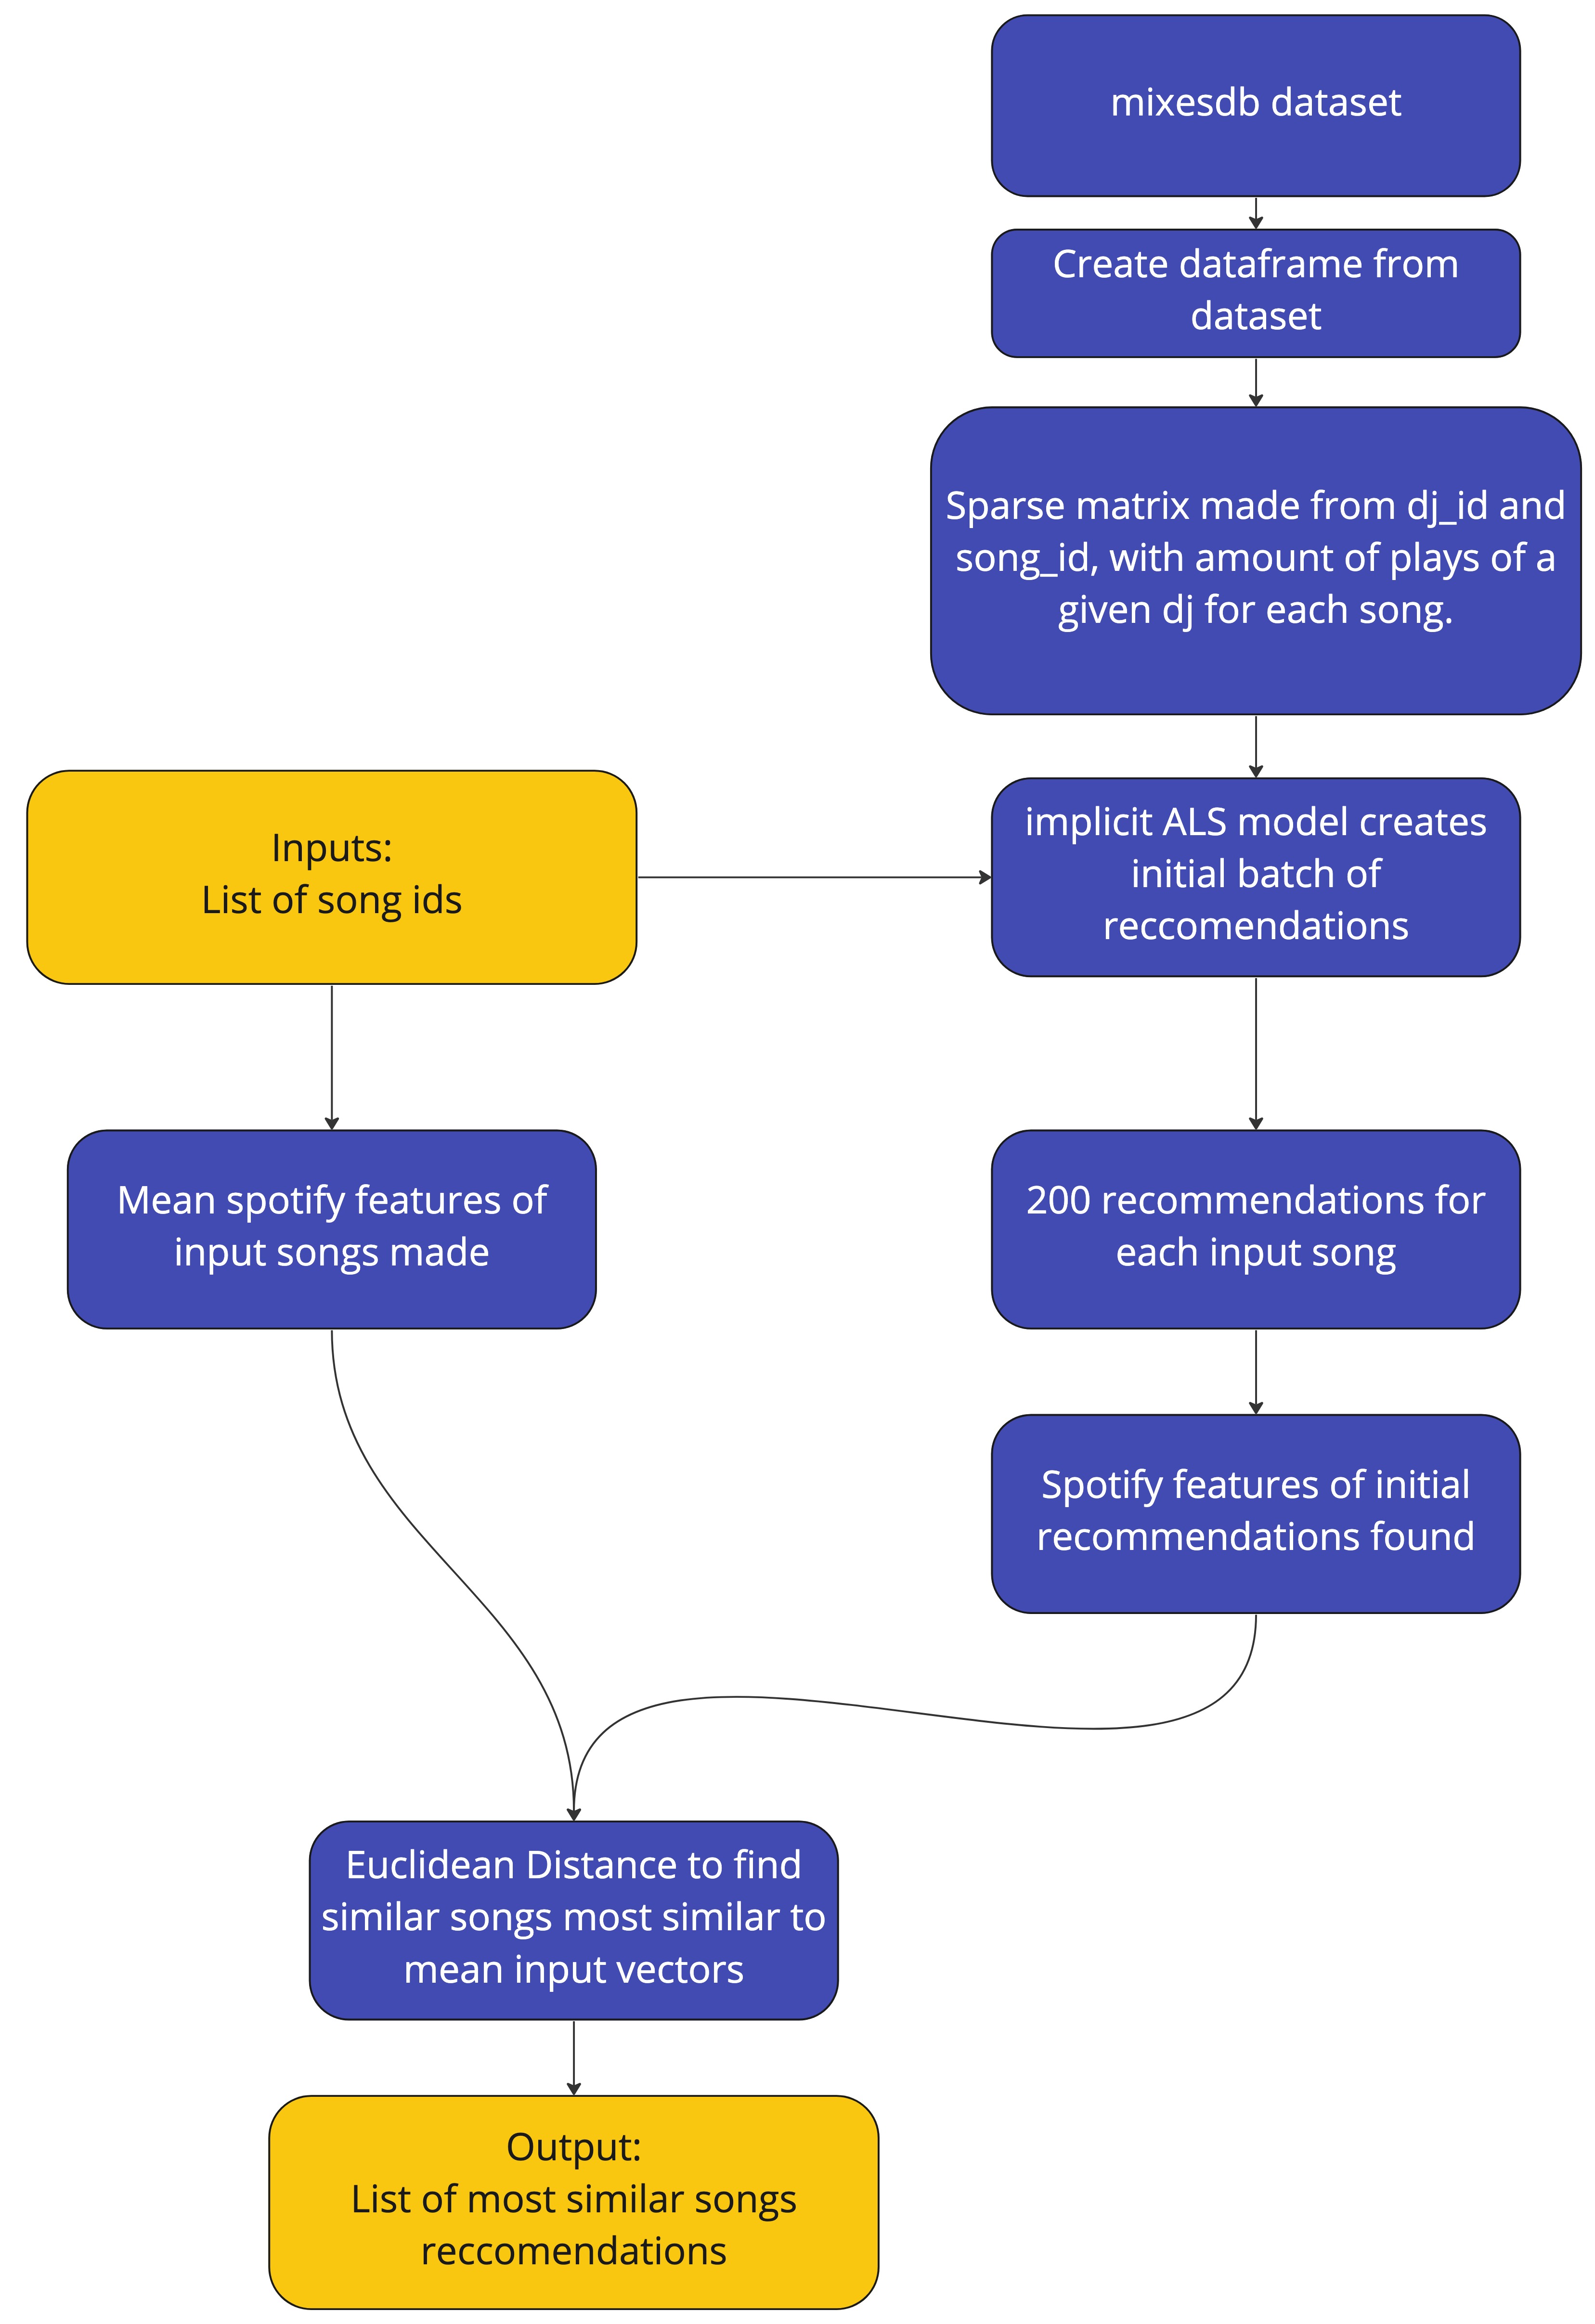 mixesdb dataset
Create dataframe from
dataset
Sparse matrix made from dj_id and
song_id, with amount of plays of a
given dj for each song.
Inputs:
List of song ids
implicit ALS model creates
initial batch of
reccomendations
Mean spotify features of
input songs made
200 recommendations for
each input song
Spotify features of initial
recommendations found
Euclidean Distance to find
similar songs most similar to
mean input vectors
Output:
List of most similar songs
reccomendations